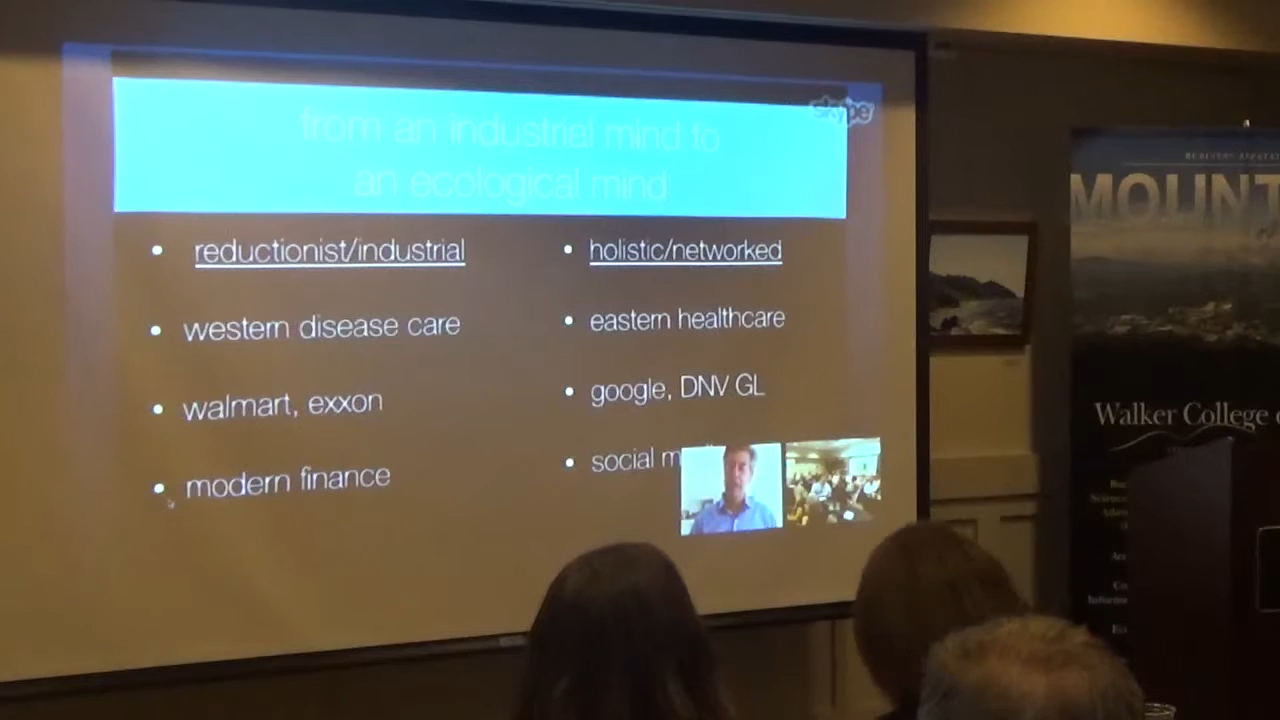 skype
from an industrial mind to
an ecological mind
• reductionist/industrial
• western disease care
• walmart, exxon
• modern finance
• holistic/networked
• eastern healthcare
• google, DNV GL
• social m
MOUNT
Walker College